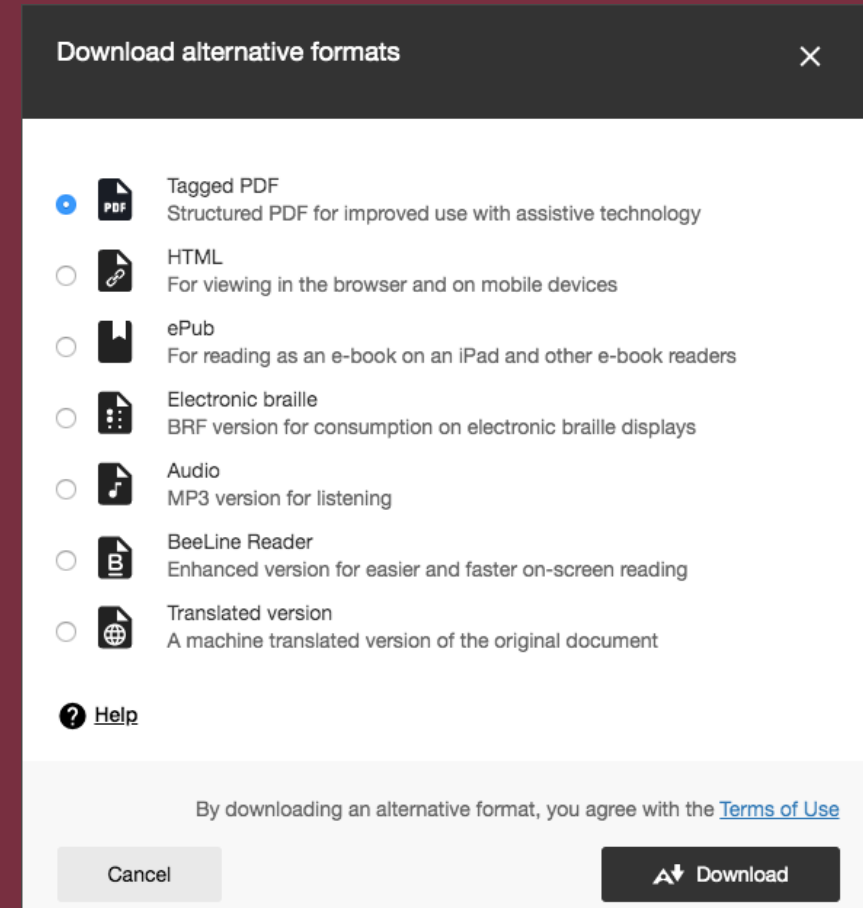 Download alternative formats
Tagged PDF
PDF
Structured PDF for improved use with assistive technology
HTML
For viewing in the browser and on mobile devices
ePub
For reading as an e-book on an iPad and other e-book readers
Electronic braille
BRF version for consumption on electronic braille displays
Audio
MP3 version for listening
BeeLine Reader
B
Enhanced version for easier and faster on-screen reading
Translated version
A machine translated version of the original document
? Help
By downloading an alternative format, you agree with the Terms of Use
Cancel
A Download